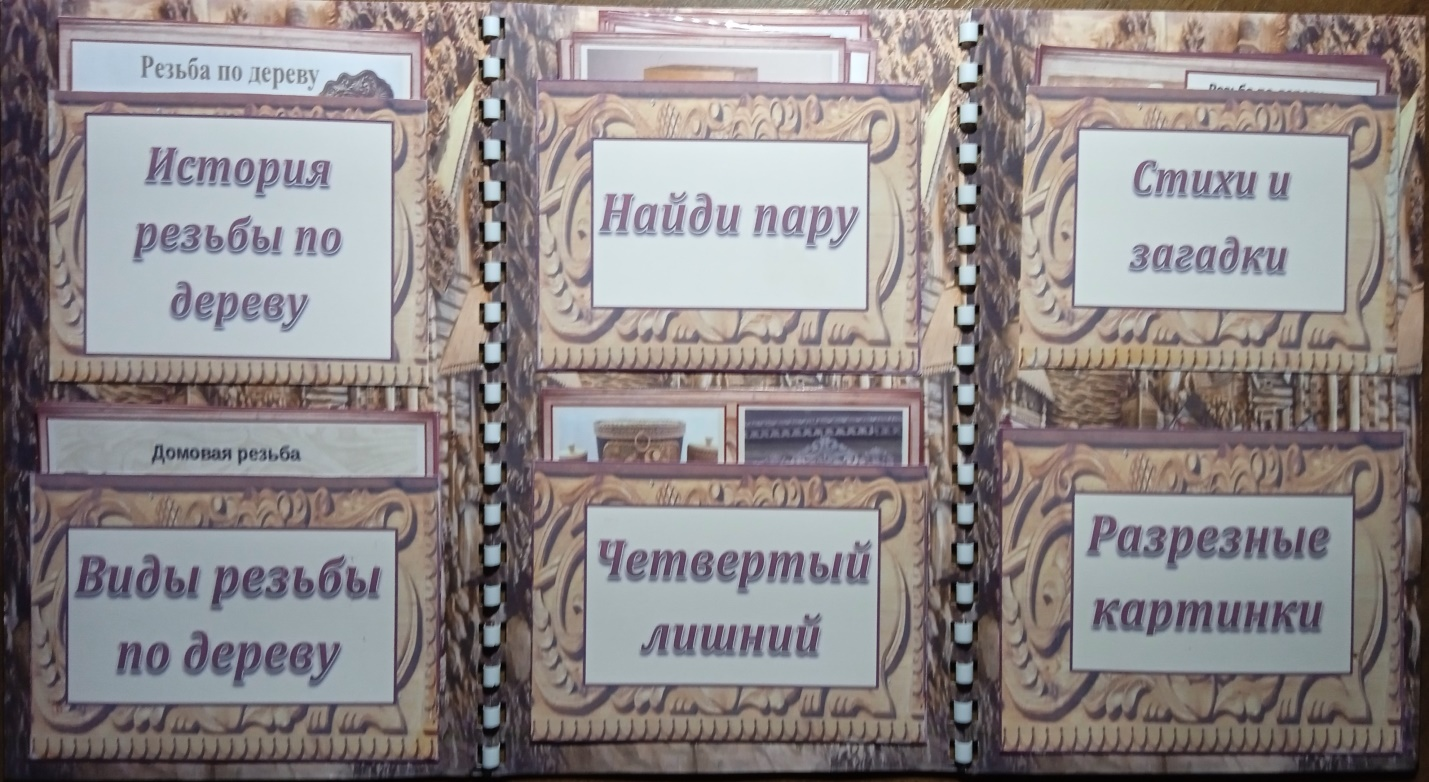 Резьба по дереву
История
резьбы по
дереву
Домовая резьба
Виды резьбы
по дереву
Найди пару
Четвертый
лишний
Стихи и
загадки
Разрезные
картинки